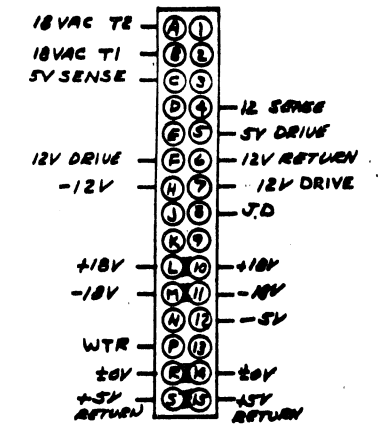 18VAC T2 A 1
18VAC T1 B 2
5V SENSE C 3
D 4 12 SENSE
E 5 5V DRIVE
12V DRIVE F 6 12V RETURN
-12V H 7 12V DRIVE
J 8 J.D
K 9
+18V L 10 +18V
-18V M 11 -18V
N 12 -5V
WTR P 13
±0V R 14 ±0V
+5V S 15 +5V
RETURN RETURN